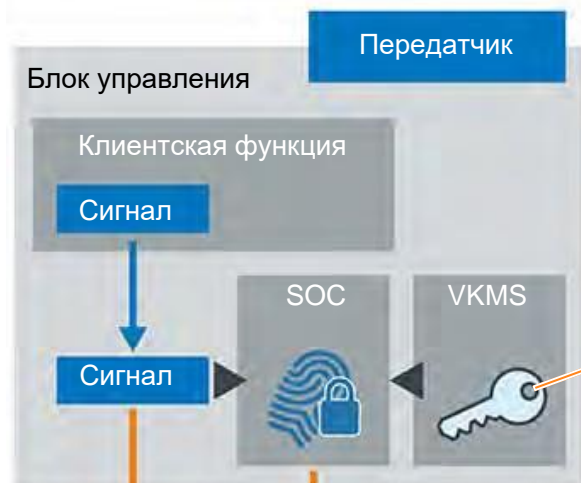 Передатчик
Блок управления
Клиентская функция
Сигнал
SOC
VKMS
Сигнал